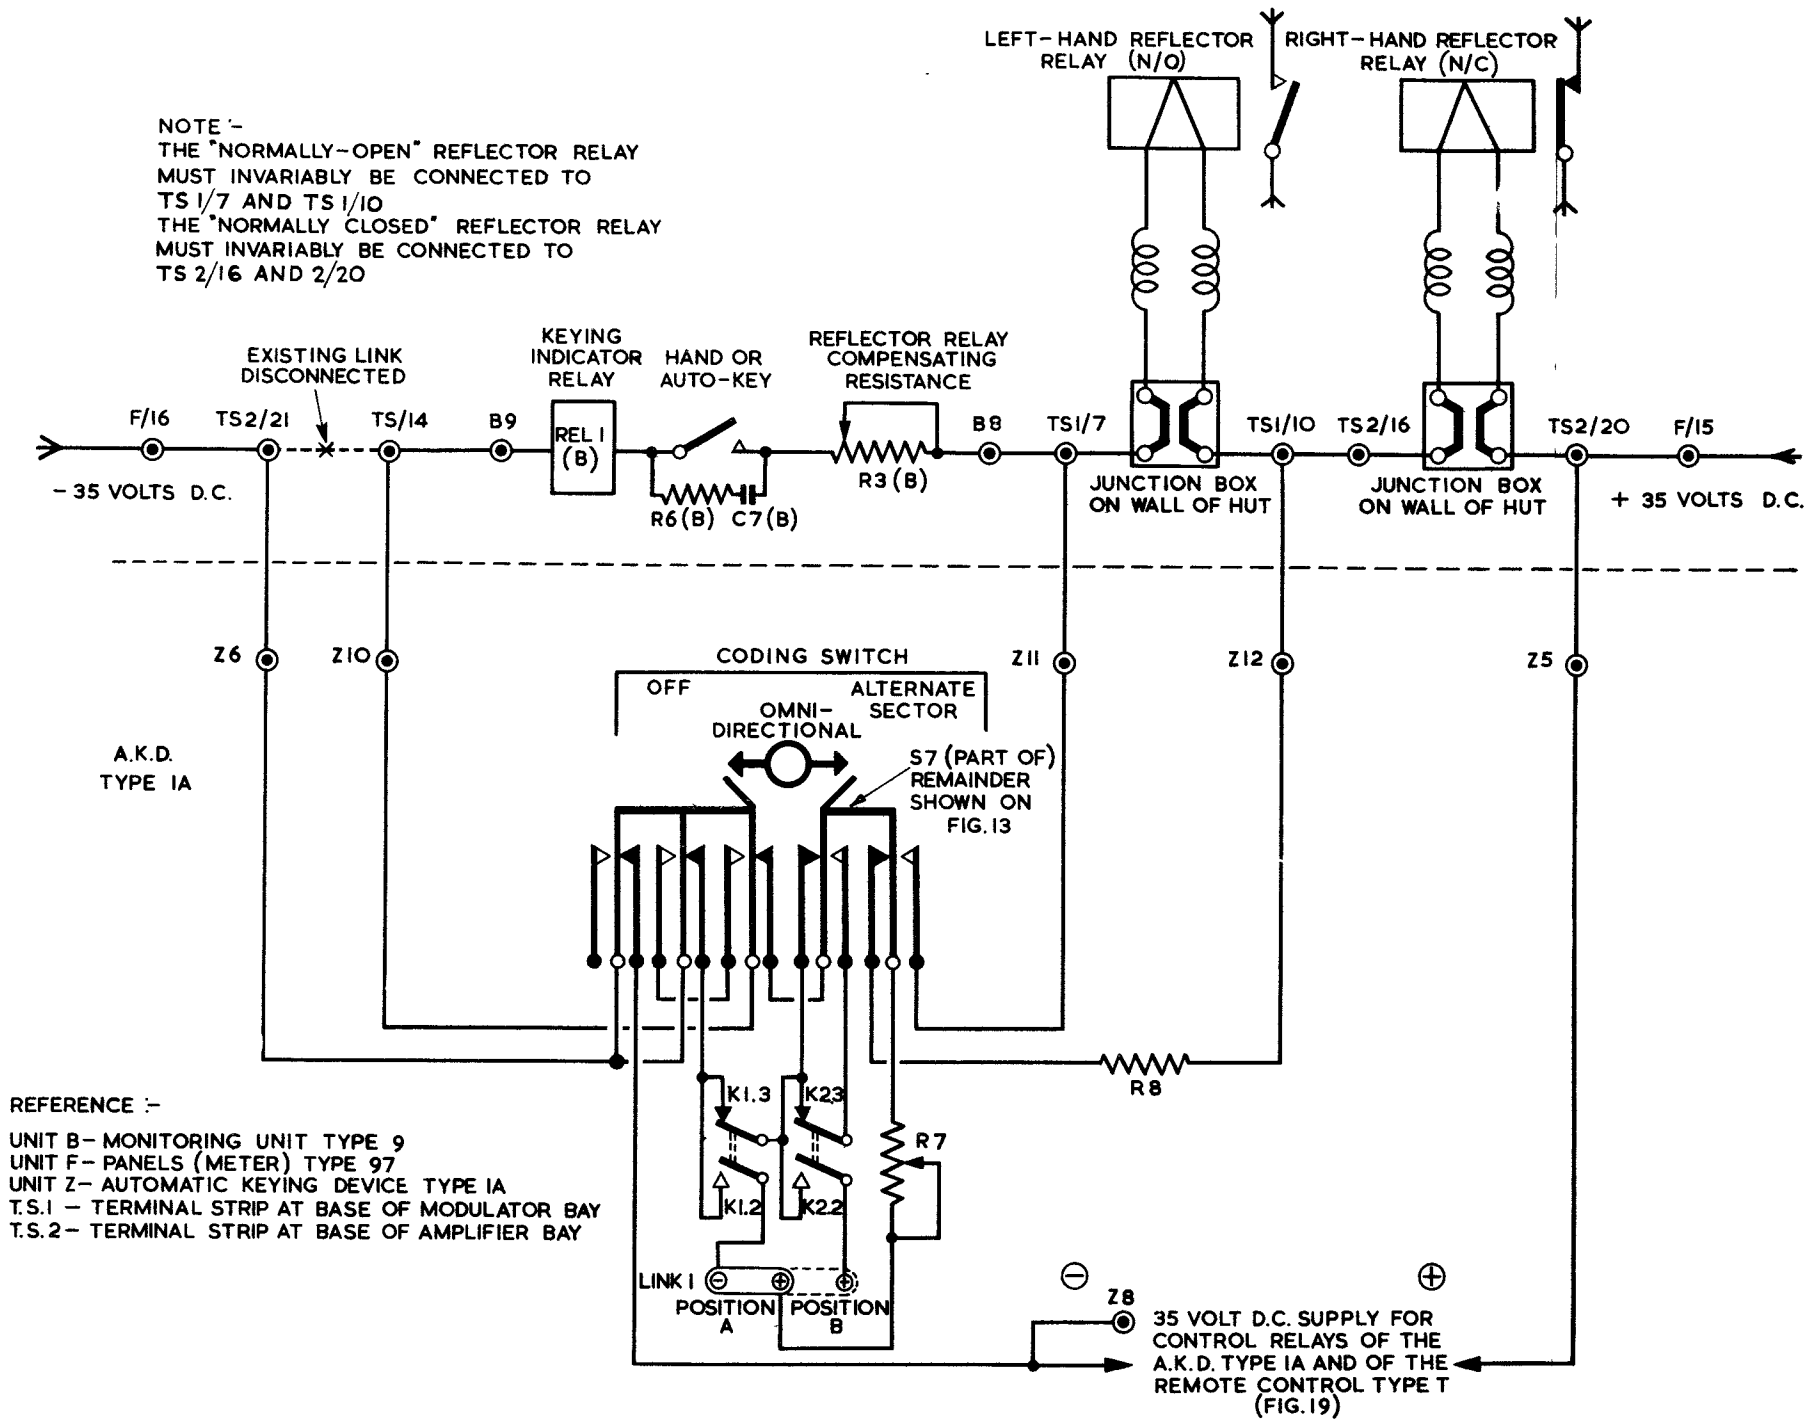 LEFT-HAND REFLECTOR
RELAY (N/O)
RIGHT-HAND REFLECTOR
RELAY (N/C)
NOTE :-
THE "NORMALLY-OPEN" REFLECTOR RELAY
MUST INVARIABLY BE CONNECTED TO
TS 1/7 AND TS 1/10
THE "NORMALLY CLOSED" REFLECTOR RELAY
MUST INVARIABLY BE CONNECTED TO
TS 2/16 AND 2/20
EXISTING LINK
DISCONNECTED
KEYING
INDICATOR
RELAY
HAND OR
AUTO-KEY
REFLECTOR RELAY
COMPENSATING
RESISTANCE
F/16
TS2/21
TS/14
B9
REL 1
(B)
R6(B)
C7(B)
R3(B)
B8
TS1/7
TS1/10
TS2/16
TS2/20
F/15
- 35 VOLTS D.C.
JUNCTION BOX
ON WALL OF HUT
JUNCTION BOX
ON WALL OF HUT
+ 35 VOLTS D.C.
Z6
Z10
Z11
Z12
Z5
CODING SWITCH
OFF
OMNI-
DIRECTIONAL
ALTERNATE
SECTOR
A.K.D.
TYPE 1A
S7 (PART OF)
REMAINDER
SHOWN ON
FIG. 13
R8
K1.3
K2.3
K1.2
K2.2
R7
REFERENCE :-
UNIT B- MONITORING UNIT TYPE 9
UNIT F- PANELS (METER) TYPE 97
UNIT Z- AUTOMATIC KEYING DEVICE TYPE 1A
T.S.1 - TERMINAL STRIP AT BASE OF MODULATOR BAY
T.S.2- TERMINAL STRIP AT BASE OF AMPLIFIER BAY
LINK 1
- + +
POSITION
A
POSITION
B
-
+
Z8
35 VOLT D.C. SUPPLY FOR
CONTROL RELAYS OF THE
A.K.D. TYPE 1A AND OF THE
REMOTE CONTROL TYPE T
(FIG. 19)